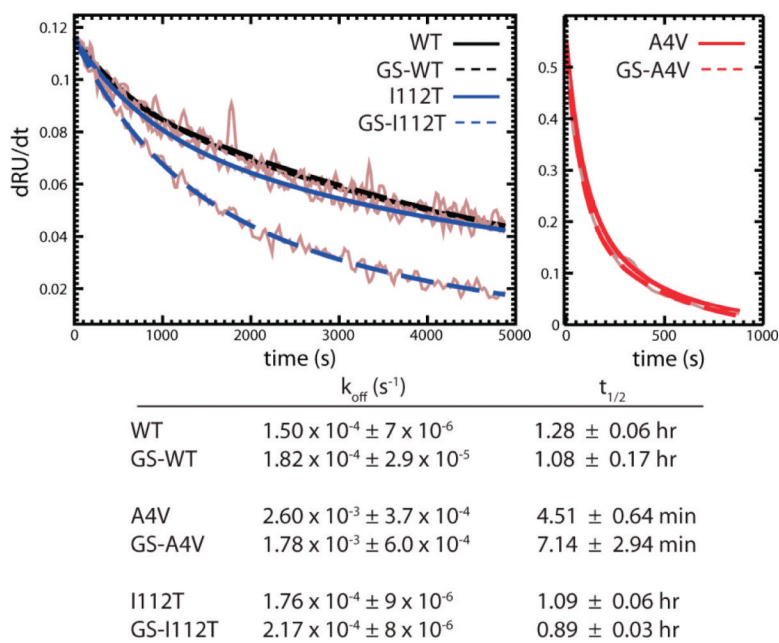 0.12
0.1
0.08
0.06
0.04
0.02
dRU/dt
WT
GS-WT
I112T
GS-I112T
0 1000 2000 3000 4000 5000
time (s)
0.5
0.4
0.3
0.2
0.1
0
A4V
GS-A4V
0 500 1000
time (s)
k_off (s⁻¹) t_1/2
WT 1.50 x 10⁻⁴ ± 7 x 10⁻⁶ 1.28 ± 0.06 hr
GS-WT 1.82 x 10⁻⁴ ± 2.9 x 10⁻⁵ 1.08 ± 0.17 hr
A4V 2.60 x 10⁻³ ± 3.7 x 10⁻⁴ 4.51 ± 0.64 min
GS-A4V 1.78 x 10⁻³ ± 6.0 x 10⁻⁴ 7.14 ± 2.94 min
I112T 1.76 x 10⁻⁴ ± 9 x 10⁻⁶ 1.09 ± 0.06 hr
GS-I112T 2.17 x 10⁻⁴ ± 8 x 10⁻⁶ 0.89 ± 0.03 hr